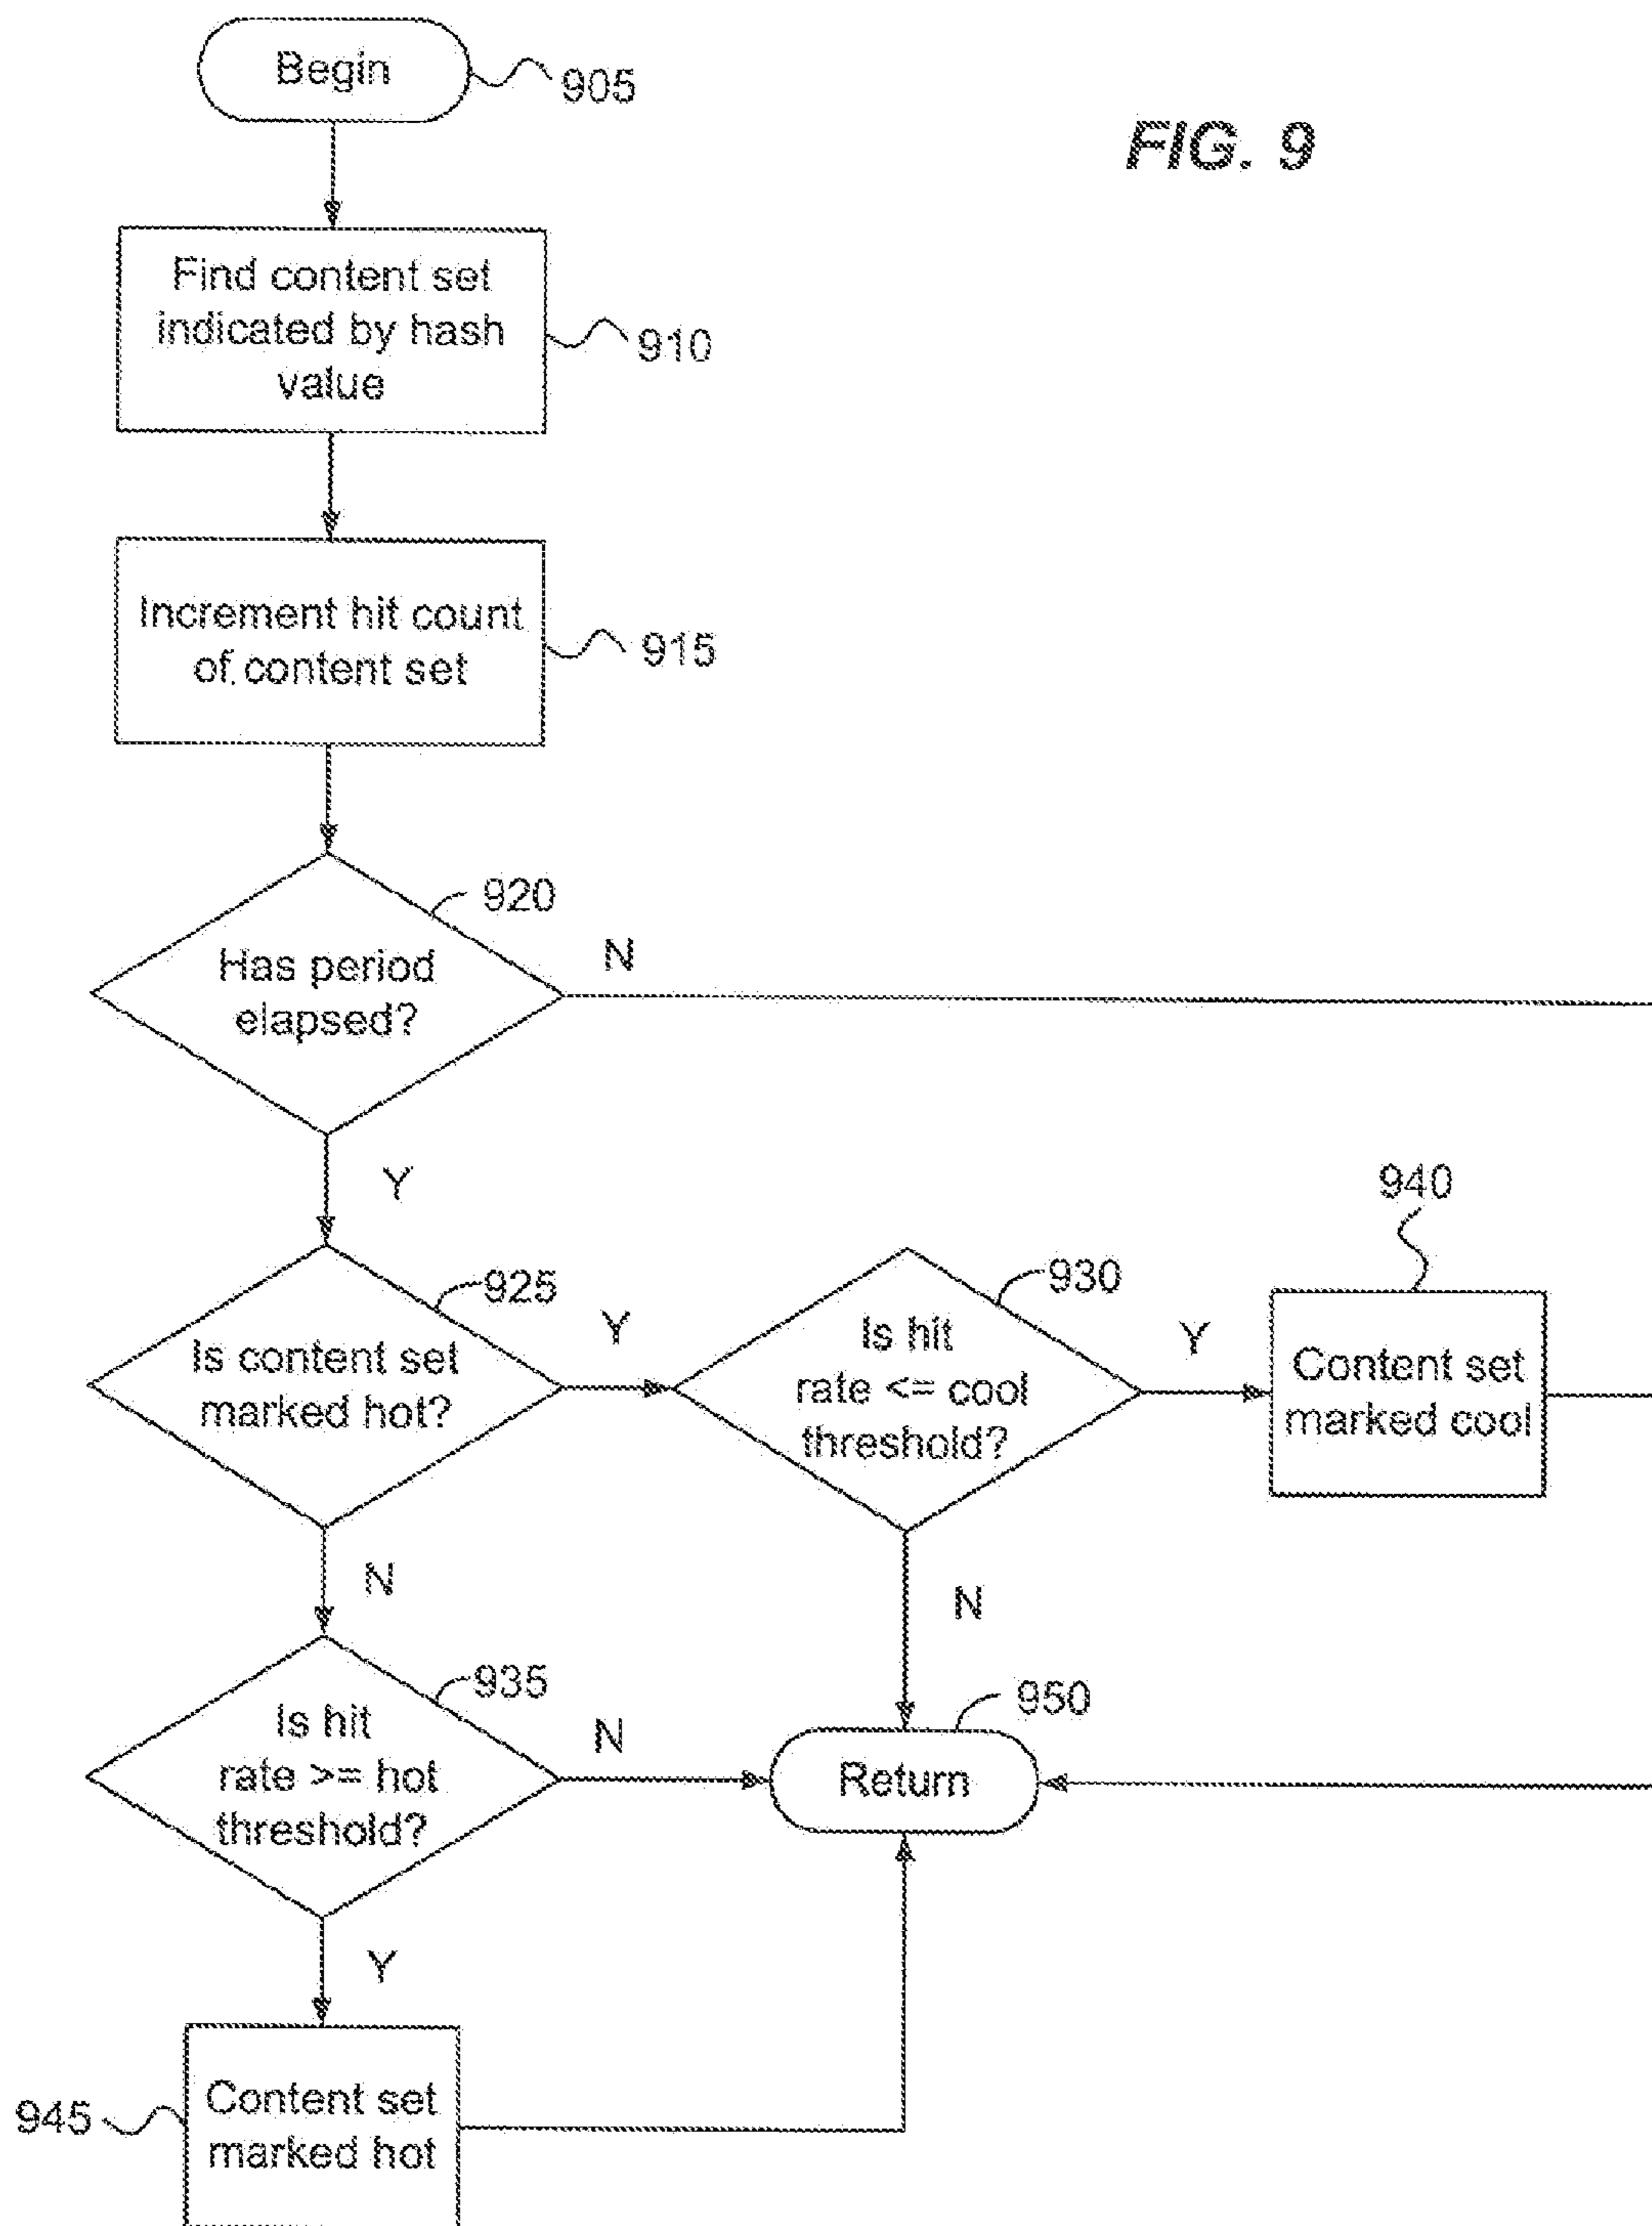 Begin
905
FIG. 9
Find content set
indicated by hash
value
910
Increment hit count
of content set
915
920
Has period
elapsed?
N
Y
925
Is content set
marked hot?
Y
930
Is hit
rate <= cool
threshold?
Y
940
Content set
marked cool
N
N
935
Is hit
rate >= hot
threshold?
N
950
Return
Y
945
Content set
marked hot